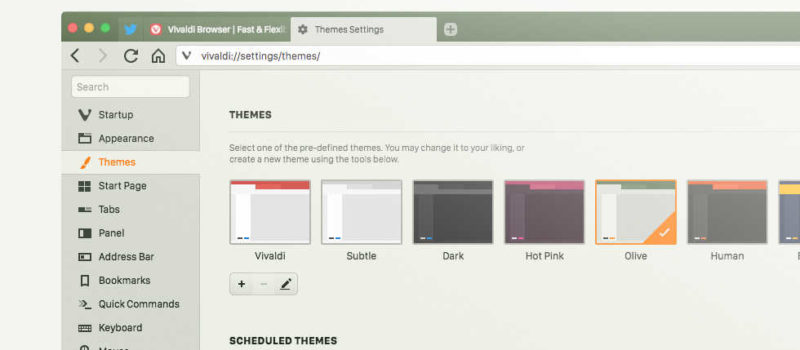 Vivaldi Browser | Fast & Flexib
Themes Settings
vivaldi://settings/themes/
Search
Startup
Appearance
Themes
Start Page
Tabs
Panel
Address Bar
Bookmarks
Quick Commands
Keyboard
THEMES
Select one of the pre-defined themes. You may change it to your liking, or
create a new theme using the tools below.
Vivaldi
Subtle
Dark
Hot Pink
Olive
Human
SCHEDULED THEMES